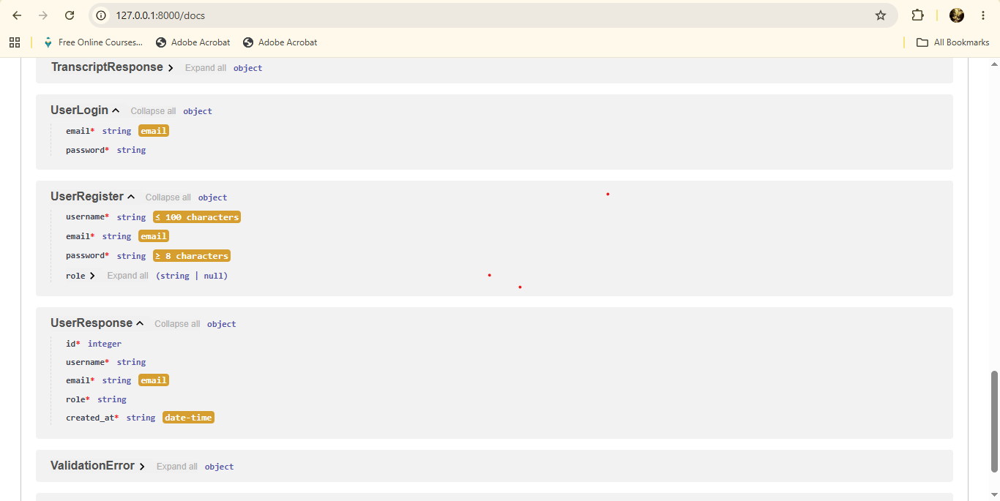 127.0.0.1:8000/docs
Free Online Courses... Adobe Acrobat Adobe Acrobat All Bookmarks
TranscriptResponse Expand all object
UserLogin Collapse all object
email* string email
password* string
UserRegister Collapse all object
username* string ≤ 100 characters
email* string email
password* string ≥ 8 characters
role Expand all (string | null)
UserResponse Collapse all object
id* integer
username* string
email* string email
role* string
created_at* string date-time
ValidationError Expand all object